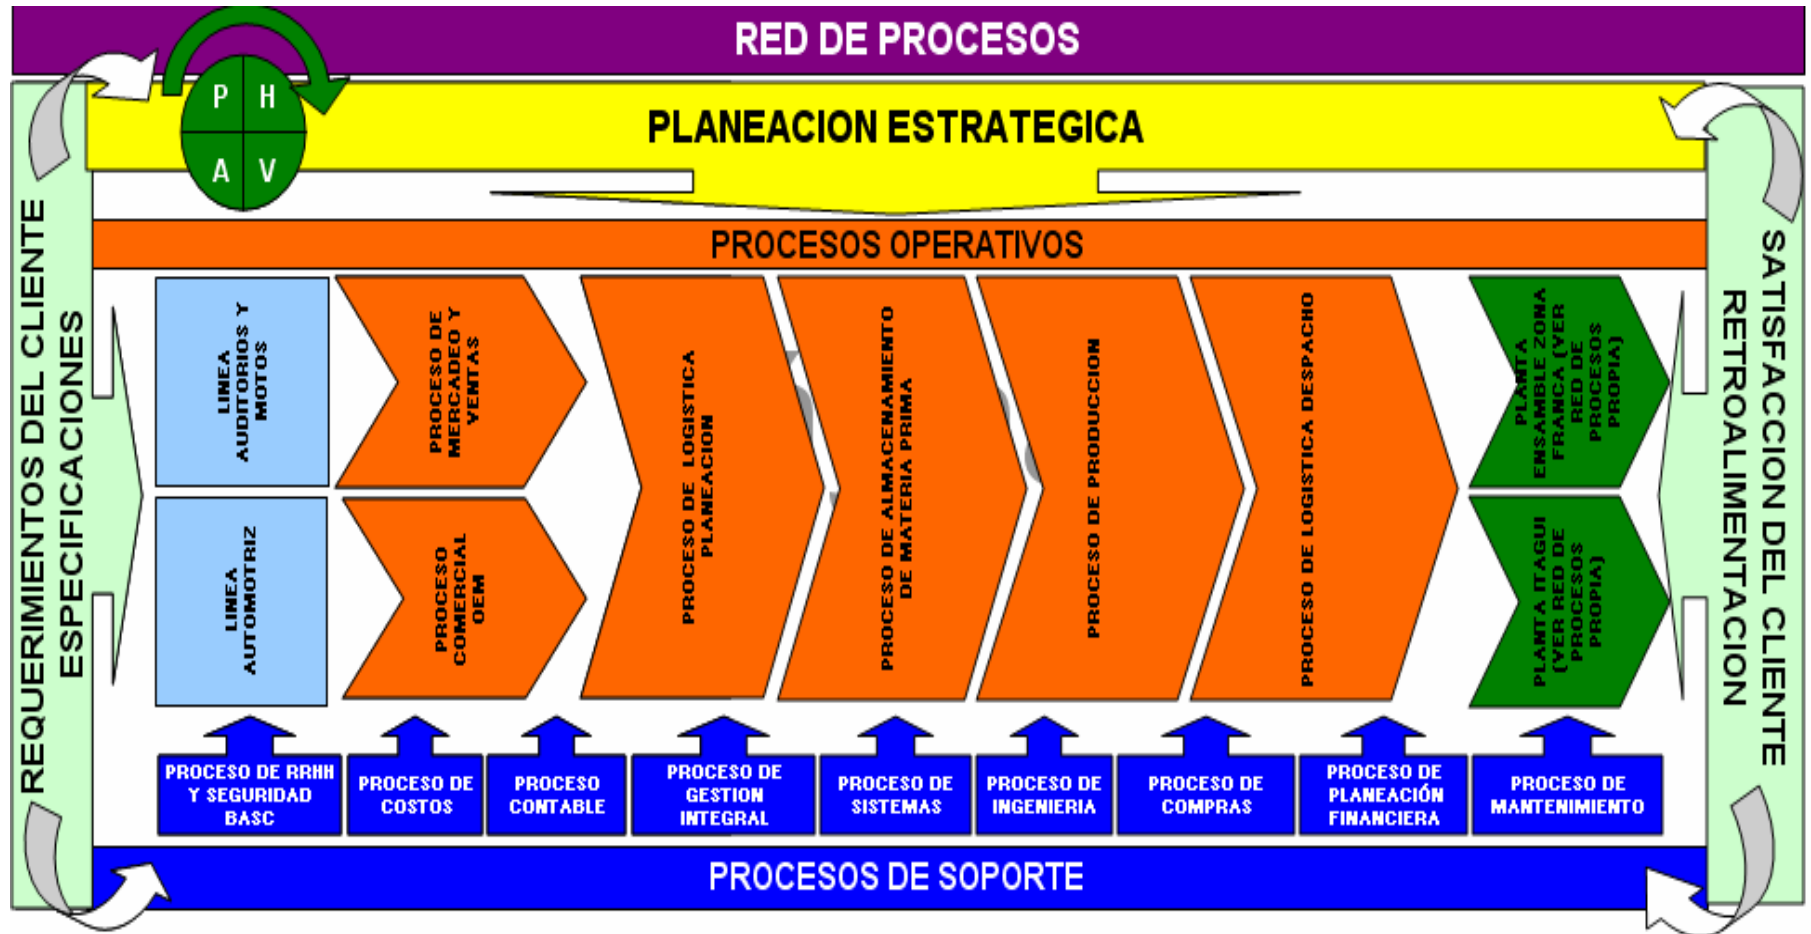 RED DE PROCESOS
P H
A V
PLANEACION ESTRATEGICA
REQUERIMIENTOS DEL CLIENTE
ESPECIFICACIONES
PROCESOS OPERATIVOS
LINEA
AUDITORIOS Y
MOTOS
LINEA
AUTOMOTRIZ
PROCESO DE
MERCADEO Y
VENTAS
PROCESO
COMERCIAL
OEM
PROCESO DE LOGISTICA
PLANEACION
PROCESO DE ALMACENAMIENTO
DE MATERIA PRIMA
PROCESO DE PRODUCCION
PROCESO DE LOGISTICA DESPACHO
PLANTA
ENSAMBLE ZONA
FRANCA (VER
RED DE
PROCESOS
PROPIA)
PLANTA ITAGUI
(VER RED DE
PROCESOS
PROPIA)
SATISFACCION DEL CLIENTE
RETROALIMENTACION
PROCESO DE RRHH
Y SEGURIDAD
BASC
PROCESO DE
COSTOS
PROCESO
CONTABLE
PROCESO DE
GESTION
INTEGRAL
PROCESO DE
SISTEMAS
PROCESO DE
INGENIERIA
PROCESO DE
COMPRAS
PROCESO DE
PLANEACIÓN
FINANCIERA
PROCESO DE
MANTENIMIENTO
PROCESOS DE SOPORTE